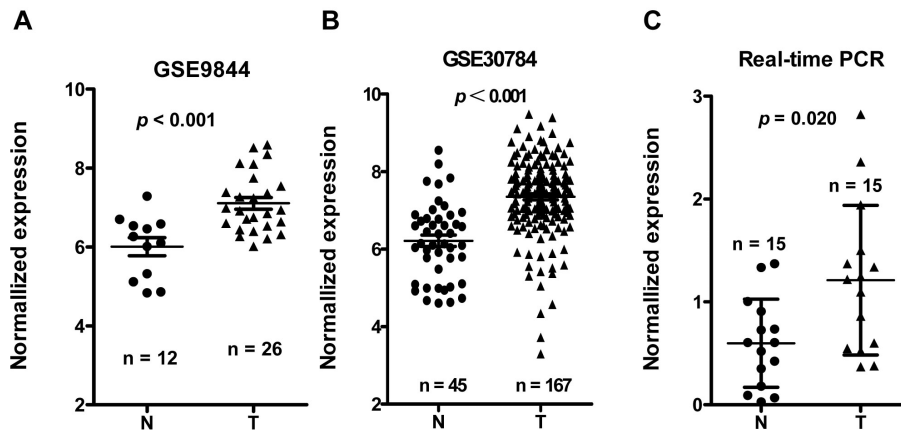 A
GSE9844
Normallized expression
10
8
6
4
2
p < 0.001
n = 12
n = 26
N
T
B
GSE30784
Normallized expression
10
8
6
4
2
p < 0.001
n = 45
n = 167
N
T
C
Real-time PCR
Normallized expression
3
2
1
0
p = 0.020
n = 15
n = 15
N
T